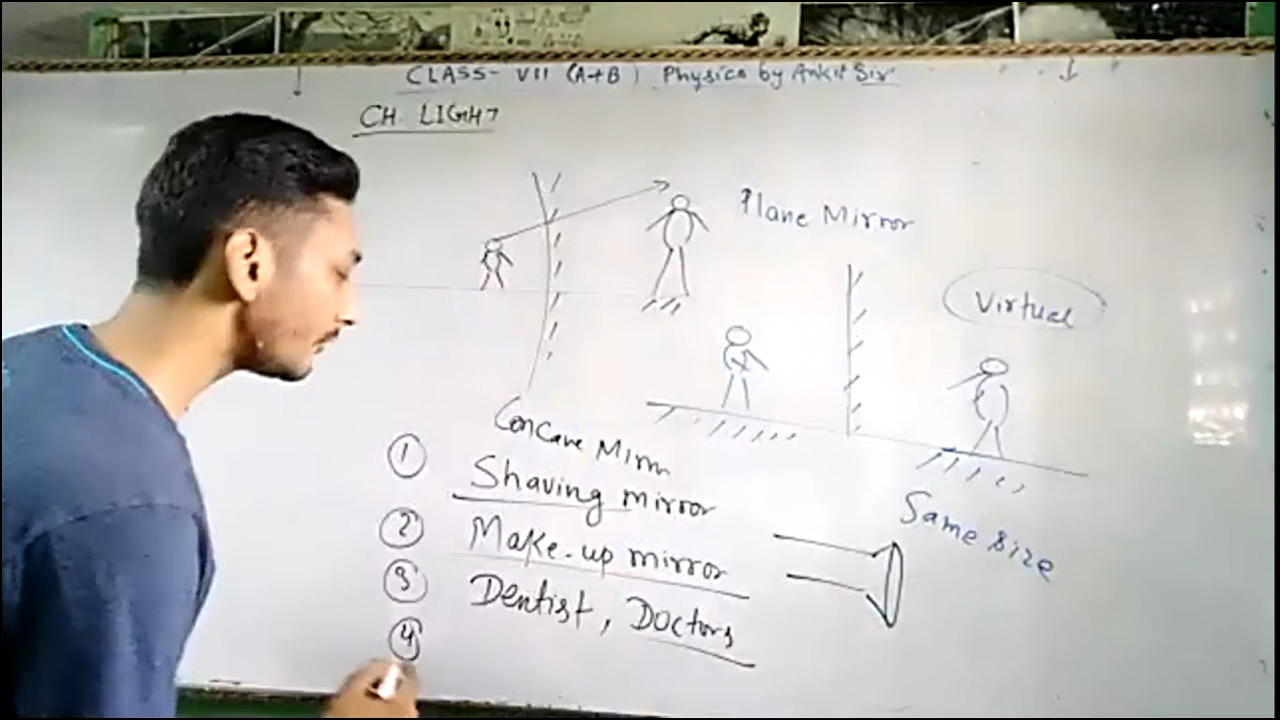 CLASS- VII (A+B) Physics by Ankit Sir
CH LIGHT
Plane Mirror
Virtual
Concave Mirr
① Shaving mirror
② Make-up mirror
③ Dentist, Doctors
④
Same size